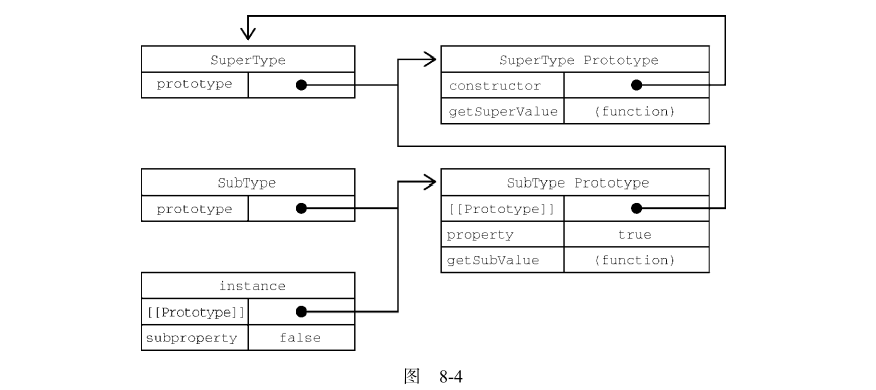 SuperType
prototype
SuperType Prototype
constructor
getSuperValue (function)
SubType
prototype
SubType Prototype
[[Prototype]]
property true
getSubValue (function)
instance
[[Prototype]]
subproperty false
图 8-4